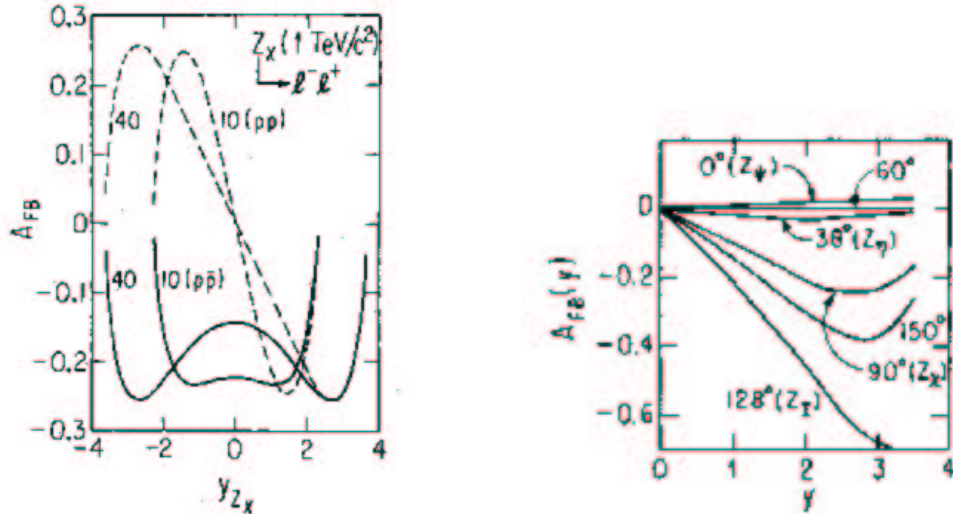 0.3
0.2
0.1
0
-0.1
-0.2
-0.3
-4
-2
0
2
4
A_FB
y_Zχ
Zχ (1 TeV/c²)
ℓ⁻ℓ⁺
40
10(pp)
40
10(pp̄)
0
-0.2
-0.4
-0.6
0
1
2
3
4
A_FB(y)
y
0°(Z_ψ)
60°
38°(Z_η)
150°
90°(Z_χ)
128°(Z_I)